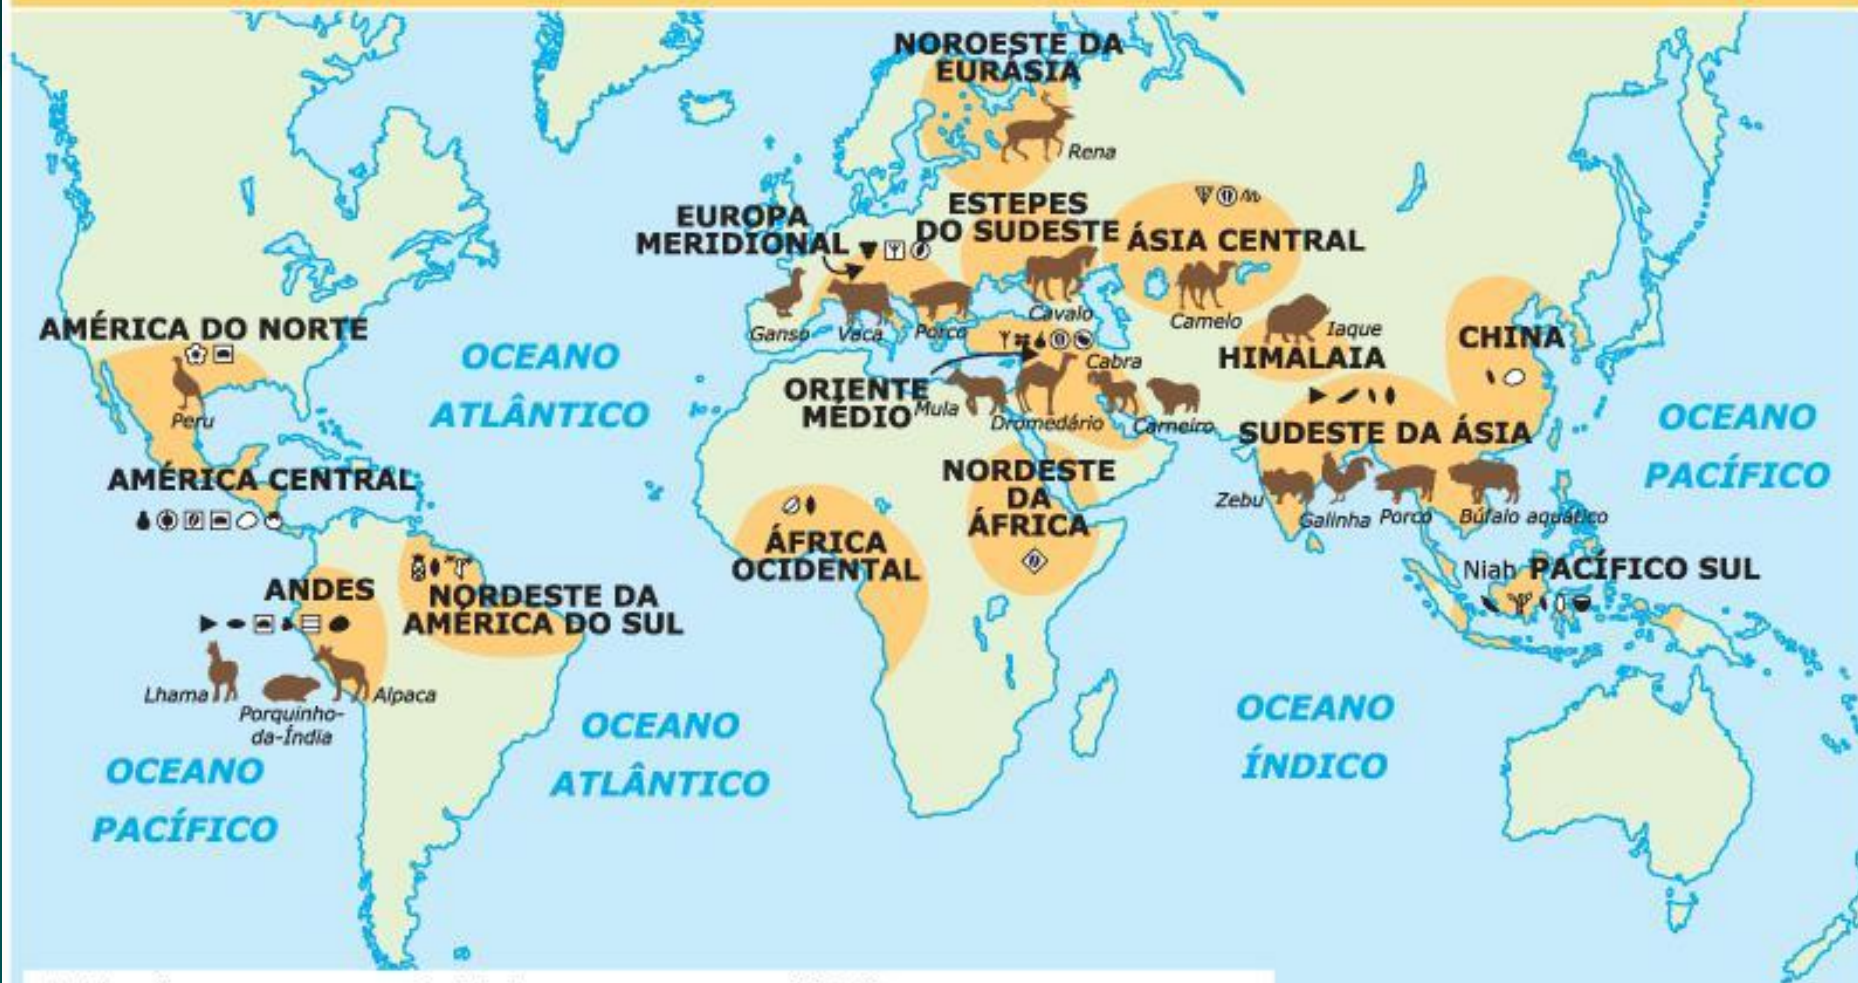 NOROESTE DA
EURÁSIA
Rena
EUROPA
MERIDIONAL
ESTEPES
DO SUDESTE
ÁSIA CENTRAL
Ganso
Vaca
Porco
Cavalo
Camelo
Iaque
HIMALAIA
CHINA
AMÉRICA DO NORTE
Peru
OCEANO
ATLÂNTICO
ORIENTE
MÉDIO
Mula
Dromedário
Cabra
Carneiro
SUDESTE DA ÁSIA
Zebu
Galinha
Porco
Búfalo aquático
OCEANO
PACÍFICO
AMÉRICA CENTRAL
NORDESTE
DA
ÁFRICA
ÁFRICA
OCIDENTAL
Niah
PACÍFICO SUL
ANDES
NORDESTE DA
AMÉRICA DO SUL
Lhama
Porquinho-
da-Índia
Alpaca
OCEANO
PACÍFICO
OCEANO
ATLÂNTICO
OCEANO
ÍNDICO